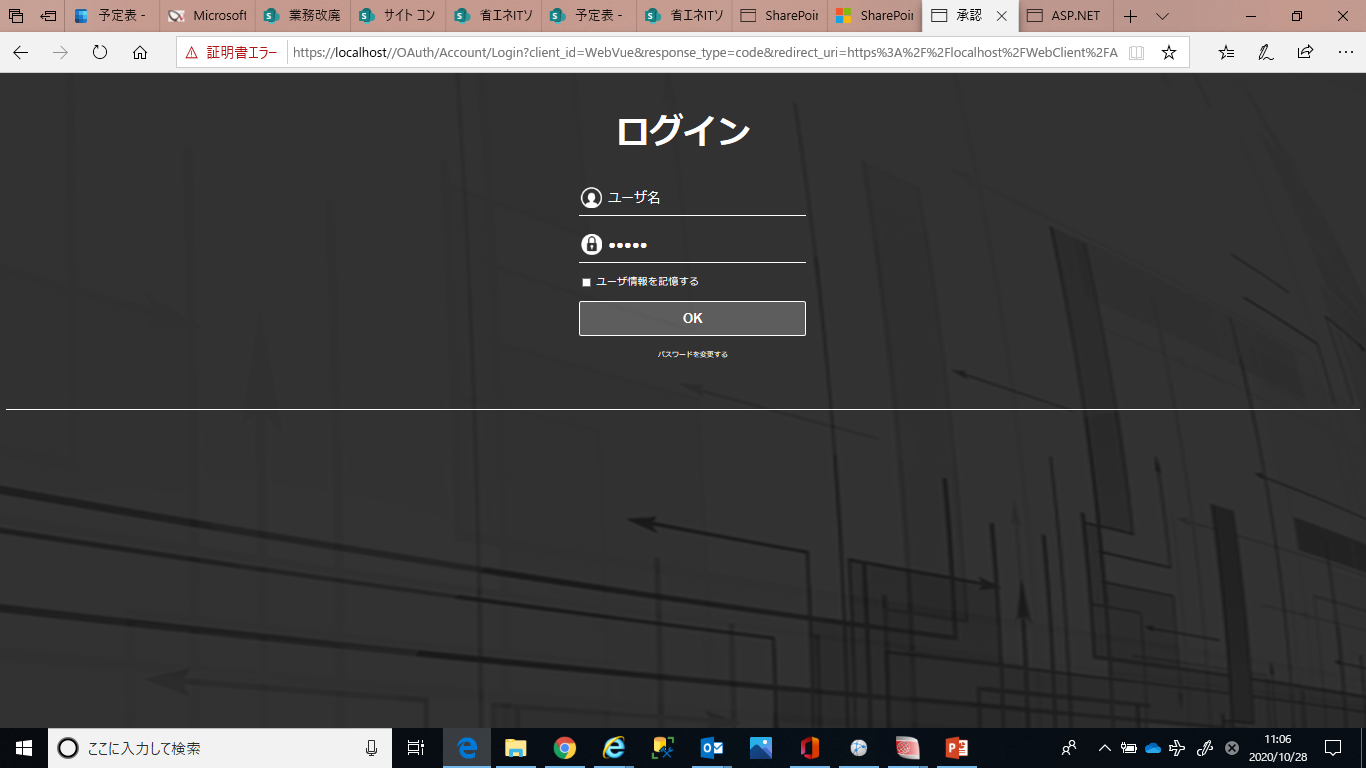 予定表 -
Microsoft
業務改廃
サイト コン
省エネITソ
予定表 -
省エネITソ
SharePoin
SharePoin
承認
ASP.NET
証明書エラー
https://localhost//OAuth/Account/Login?client_id=WebVue&response_type=code&redirect_uri=https%3A%2F%2Flocalhost%2FWebClient%2FA
ログイン
ユーザ名
●●●●●
ユーザ情報を記憶する
OK
パスワードを変更する
ここに入力して検索
11:06
2020/10/28